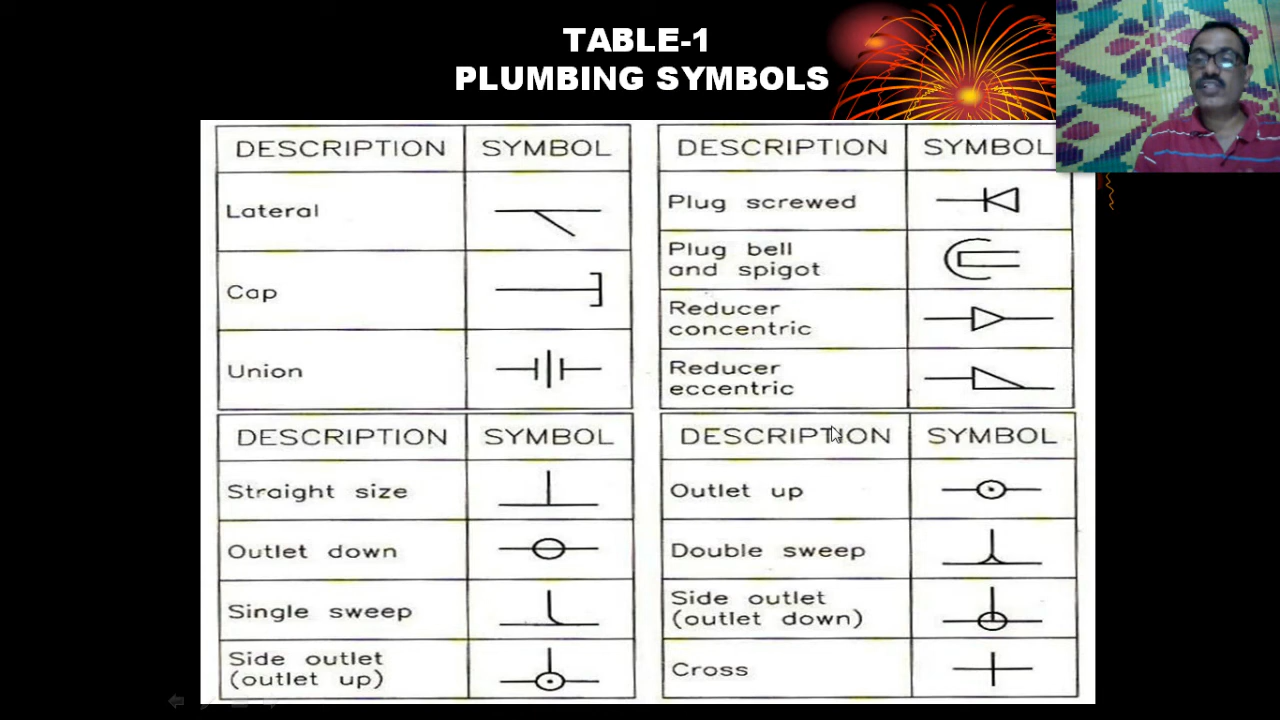 TABLE-1
PLUMBING SYMBOLS
DESCRIPTION SYMBOL
Lateral
Cap
Union
DESCRIPTION SYMBOL
Plug screwed
Plug bell
and spigot
Reducer
concentric
Reducer
eccentric
DESCRIPTION SYMBOL
Straight size
Outlet down
Single sweep
Side outlet
(outlet up)
DESCRIPTION SYMBOL
Outlet up
Double sweep
Side outlet
(outlet down)
Cross